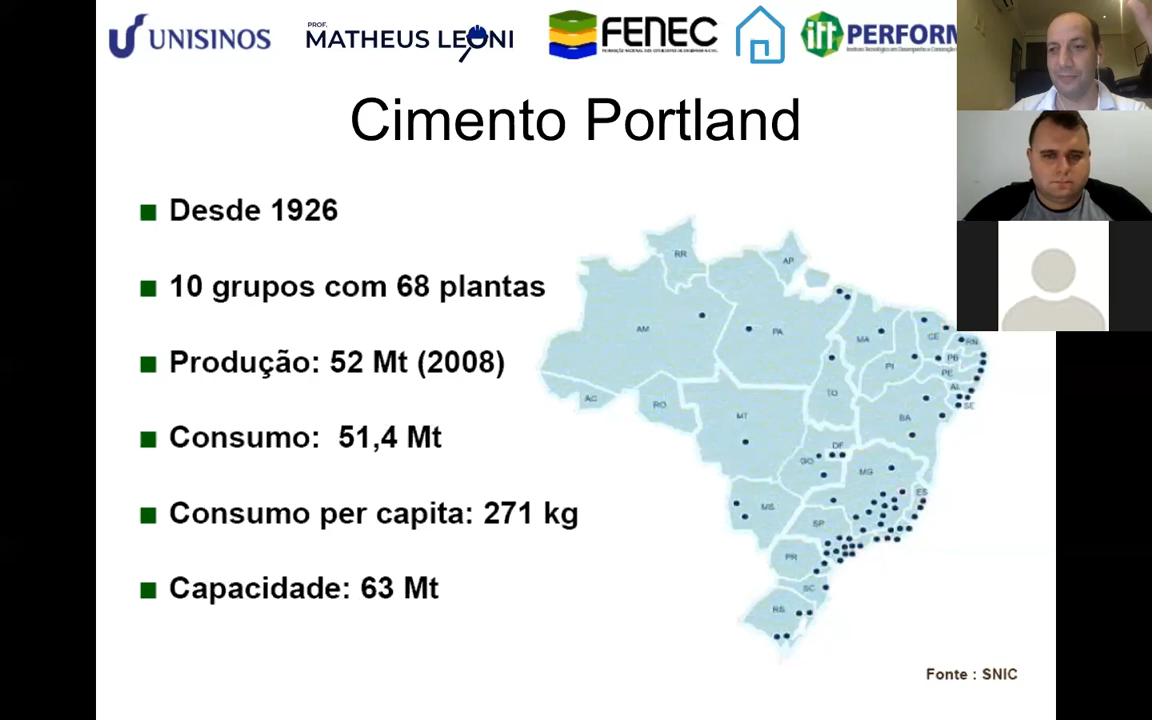 UNISINOS
PROF.
MATHEUS LEONI
FENEC
itt PERFORM
Cimento Portland
Desde 1926
10 grupos com 68 plantas
Produção: 52 Mt (2008)
Consumo: 51,4 Mt
Consumo per capita: 271 kg
Capacidade: 63 Mt
RR
AP
AM
PA
MA
CE
RN
PB
PE
AL
SE
PI
AC
RO
TO
MT
BA
DF
GO
MG
ES
MS
SP
PR
SC
RS
Fonte : SNIC